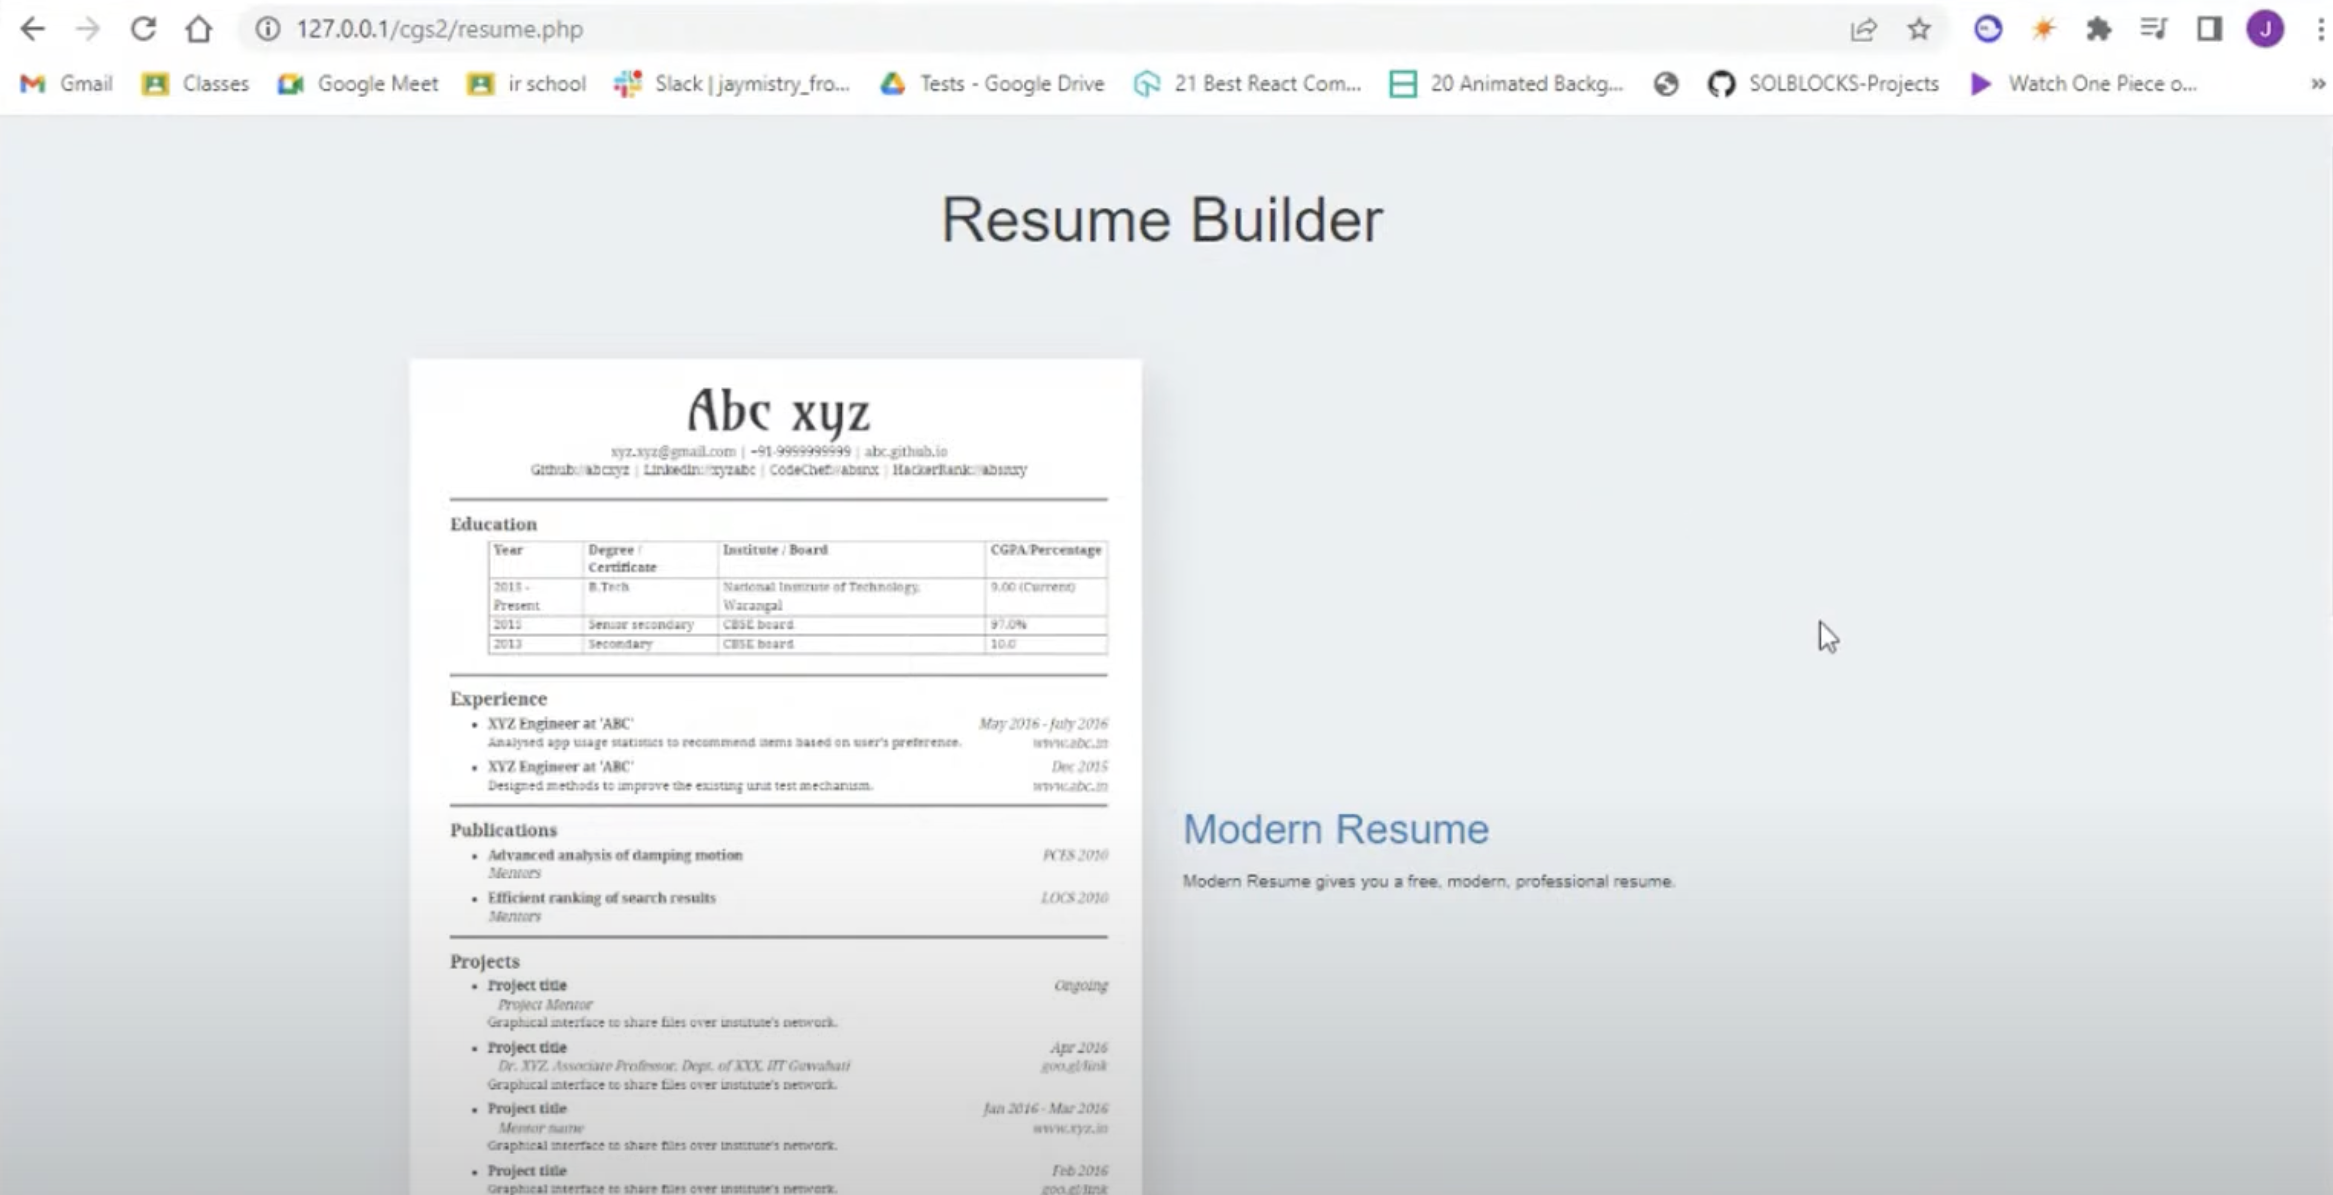 127.0.0.1/cgs2/resume.php
J
Gmail
Classes
Google Meet
ir school
Slack | jaymistry_fro...
Tests - Google Drive
21 Best React Com...
20 Animated Backg...
SOLBLOCKS-Projects
Watch One Piece o...
»
Resume Builder
Abc xyz
xyz.xyz@gmail.com | +91-9999999999 | abc.github.io
Github://abcxyz | Linkedin://xyzabc | CodeChef://absnx | HackerRank://absnxy
Education
Year Degree / Certificate Institute / Board CGPA/Percentage
2013 - Present B.Tech National Institute of Technology, Warangal 9.00 (Current)
2015 Senior secondary CBSE board 97.0%
2013 Secondary CBSE board 10.0
Experience
• XYZ Engineer at 'ABC' May 2016 - July 2016
Analysed app usage statistics to recommend items based on user's preference. www.abc.in
• XYZ Engineer at 'ABC' Dec 2015
Designed methods to improve the existing unit test mechanism. www.abc.in
Publications
• Advanced analysis of damping motion PCES 2010
Mentors
• Efficient ranking of search results LOCS 2010
Mentors
Projects
• Project title Ongoing
Project Mentor
Graphical interface to share files over institute's network.
• Project title Apr 2016
Dr. XYZ, Associate Professor, Dept. of XXX, IIT Guwahati goo.gl/link
Graphical interface to share files over institute's network.
• Project title Jan 2016 - Mar 2016
Mentor name www.xyz.in
Graphical interface to share files over institute's network.
• Project title Feb 2016
Graphical interface to share files over institute's network. goo.gl/link
Modern Resume
Modern Resume gives you a free, modern, professional resume.